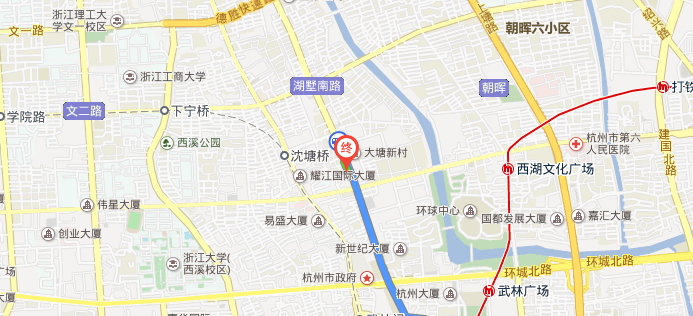 浙江理工大
学文一校区
德胜快速路
上塘路
朝晖六小区
绍兴路
文一路
浙江工商大学
湖墅南路
朝晖
打铁
学院路
文二路
下宁桥
西溪公园
沈塘桥
终
大塘新村
杭州市第六
人民医院
建国北路
耀江国际大厦
西湖文化广场
伟星大厦
易盛大厦
环球中心
国都发展大厦
嘉汇大厦
创业大厦
新世纪大厦
浙江大学(
西溪校区)
环城北路
环城北路
广场
杭州市政府
杭州大厦
武林广场